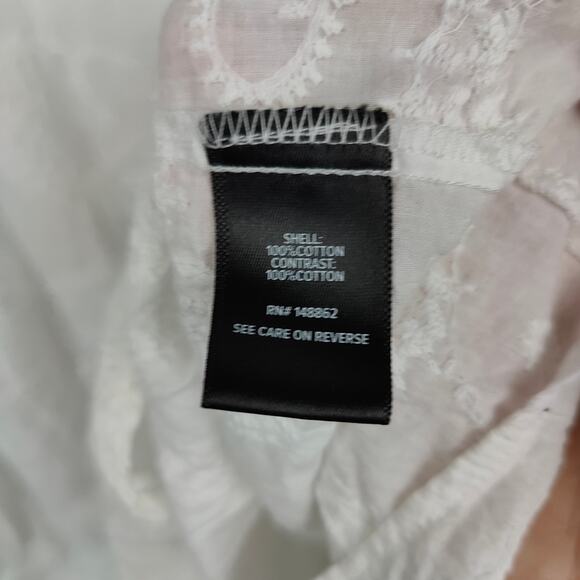 SHELL:
100%COTTON
CONTRAST:
100%COTTON
RN# 148862
SEE CARE ON REVERSE